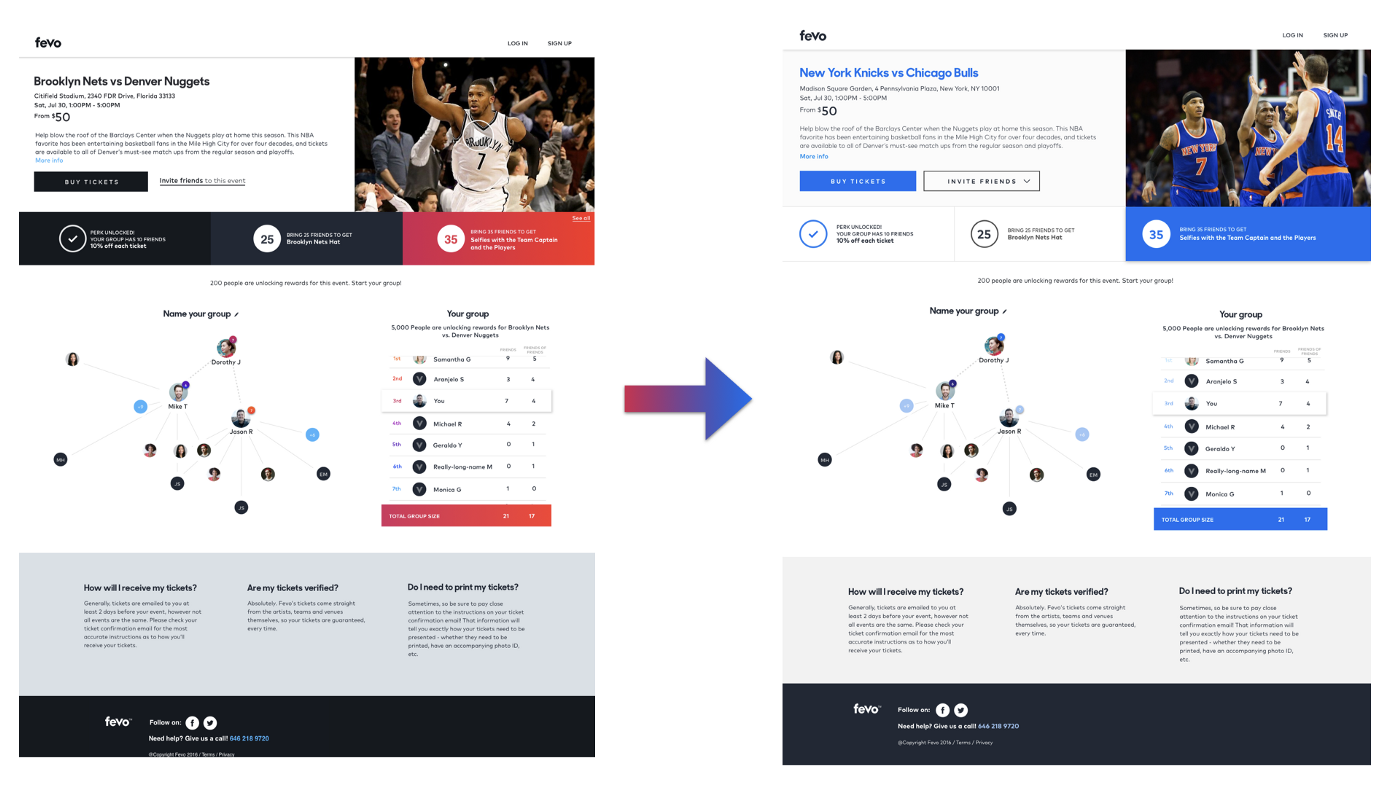 fevo
LOG IN
SIGN UP
Brooklyn Nets vs Denver Nuggets
Citifield Stadium, 2340 FDR Drive, Florida 33133
Sat, Jul 30, 1:00PM - 5:00PM
From $50
Help blow the roof of the Barclays Center when the Nuggets play at home this season. This NBA
favorite has been entertaining basketball fans in the Mile High City for over four decades, and tickets
are available to all of Denver's must-see match ups from the regular season and playoffs.
More info
BUY TICKETS
Invite friends to this event
BROOKLYN
7
See all
PERK UNLOCKED!
YOUR GROUP HAS 10 FRIENDS
10% off each ticket
25
BRING 25 FRIENDS TO GET
Brooklyn Nets Hat
35
BRING 35 FRIENDS TO GET
Selfies with the Team Captain
and the Players
200 people are unlocking rewards for this event. Start your group!
Name your group
Dorothy J
Mike T
Jason R
MH
JS
EM
JS
Your group
5,000 People are unlocking rewards for Brooklyn Nets
vs. Denver Nuggets
FRIENDS
FRIENDS OF
FRIENDS
1st Samantha G 9 5
2nd Aranjelo S 3 4
3rd You 7 4
4th Michael R 4 2
5th Geraldo Y 0 1
6th Really-long-name M 0 1
7th Monica G 1 0
TOTAL GROUP SIZE 21 17
How will I receive my tickets?
Generally, tickets are emailed to you at
least 2 days before your event, however not
all events are the same. Please check your
ticket confirmation email for the most
accurate instructions as to how you'll
receive your tickets.
Are my tickets verified?
Absolutely. Fevo's tickets come straight
from the artists, teams and venues
themselves, so your tickets are guaranteed,
every time.
Do I need to print my tickets?
Sometimes, so be sure to pay close
attention to the instructions on your ticket
confirmation email! That information will
tell you exactly how your tickets need to be
presented - whether they need to be
printed, have an accompanying photo ID,
etc.
fevo
Follow on:
Need help? Give us a call! 646 218 9720
@Copyright Fevo 2016 / Terms / Privacy
fevo
LOG IN
SIGN UP
New York Knicks vs Chicago Bulls
Madison Square Garden, 4 Pennsylvania Plaza, New York, NY 10001
Sat, Jul 30, 1:00PM - 5:00PM
From $50
Help blow the roof of the Barclays Center when the Nuggets play at home this season. This NBA
favorite has been entertaining basketball fans in the Mile High City for over four decades, and tickets
are available to all of Denver's must-see match ups from the regular season and playoffs.
More info
BUY TICKETS
INVITE FRIENDS
NEW YORK
7
NEW YORK
SMITH
14
PERK UNLOCKED!
YOUR GROUP HAS 10 FRIENDS
10% off each ticket
25
BRING 25 FRIENDS TO GET
Brooklyn Nets Hat
35
BRING 35 FRIENDS TO GET
Selfies with the Team Captain and the Players
200 people are unlocking rewards for this event. Start your group!
Name your group
Dorothy J
Mike T
Jason R
MH
JS
EM
JS
Your group
5,000 People are unlocking rewards for Brooklyn Nets
vs. Denver Nuggets
FRIENDS
FRIENDS OF
FRIENDS
1st Samantha G 9 5
2nd Aranjelo S 3 4
3rd You 7 4
4th Michael R 4 2
5th Geraldo Y 0 1
6th Really-long-name M 0 1
7th Monica G 1 0
TOTAL GROUP SIZE 21 17
How will I receive my tickets?
Generally, tickets are emailed to you at
least 2 days before your event, however not
all events are the same. Please check your
ticket confirmation email for the most
accurate instructions as to how you'll
receive your tickets.
Are my tickets verified?
Absolutely. Fevo's tickets come straight
from the artists, teams and venues
themselves, so your tickets are guaranteed,
every time.
Do I need to print my tickets?
Sometimes, so be sure to pay close
attention to the instructions on your ticket
confirmation email! That information will
tell you exactly how your tickets need to be
presented - whether they need to be
printed, have an accompanying photo ID,
etc.
fevo
Follow on:
Need help? Give us a call! 646 218 9720
@Copyright Fevo 2016 / Terms / Privacy